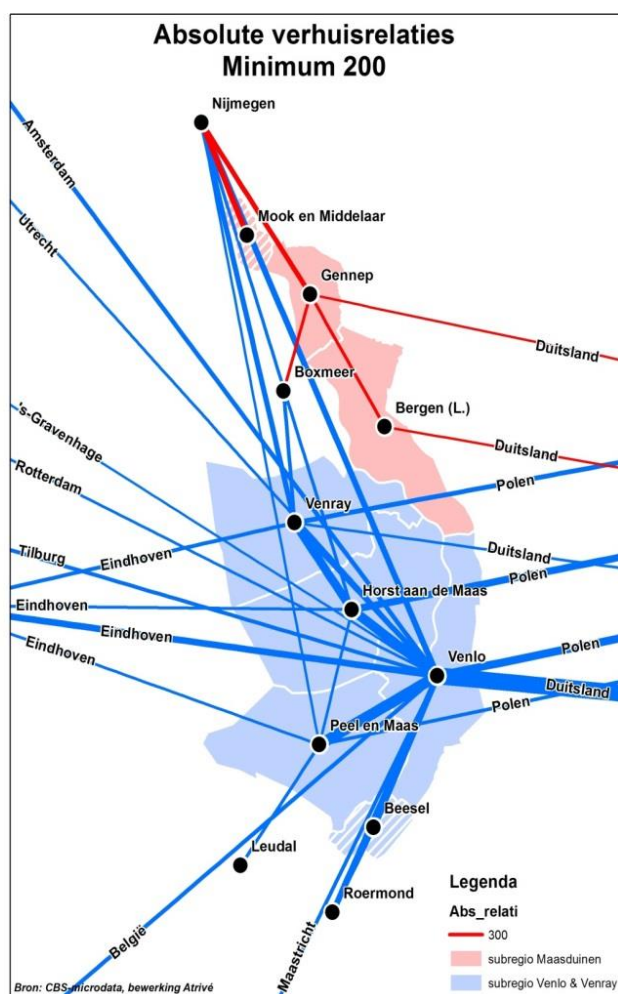 Absolute verhuisrelaties
Minimum 200
Nijmegen
Amsterdam
Utrecht
Mook en Middelaar
Gennep
Duitsland
Boxmeer
Bergen (L.)
's-Gravenhage
Duitsland
Rotterdam
Polen
Venray
Tilburg
Eindhoven
Duitsland
Horst aan de Maas
Polen
Eindhoven
Eindhoven
Venlo
Polen
Eindhoven
Duitsland
Polen
Peel en Maas
Beesel
Leudal
Roermond
België
Maastricht
Legenda
Abs_relati
300
subregio Maasduinen
subregio Venlo & Venray
Bron: CBS-microdata, bewerking Atrivé